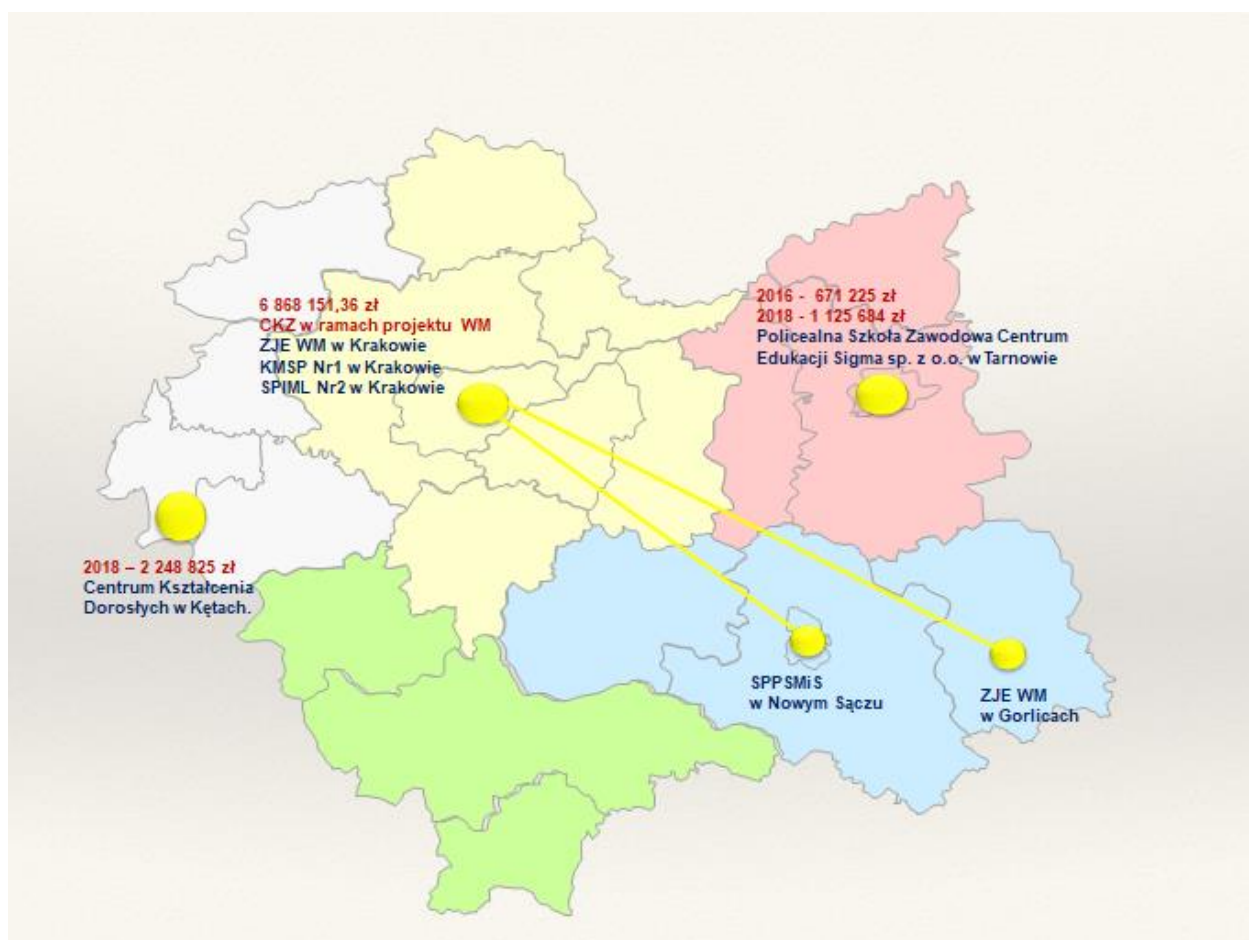 6 868 151,36 zł
CKZ w ramach projektu WM
ZJE WM w Krakowie
KMSP Nr1 w Krakowie
SPIML Nr2 w Krakowie
2016 - 671 225 zł
2018 - 1 125 684 zł
Policealna Szkoła Zawodowa Centrum
Edukacji Sigma sp. z o.o. w Tarnowie
2018 – 2 248 825 zł
Centrum Kształcenia
Dorosłych w Kętach.
SPPSMiS
w Nowym Sączu
ZJE WM
w Gorlicach